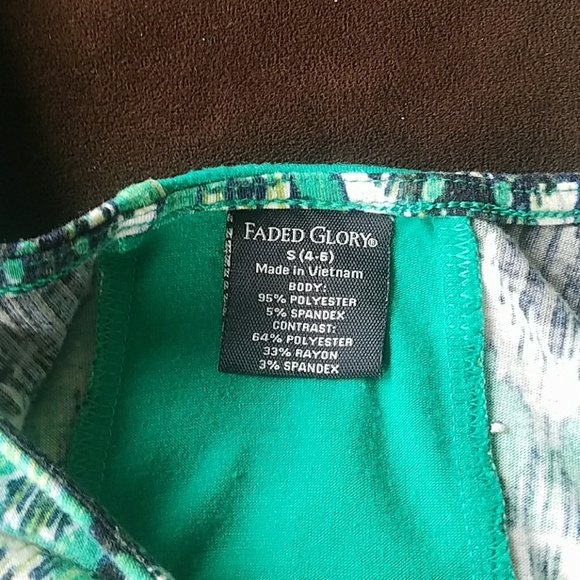 FADED GLORY®
S (4-6)
Made in Vietnam
BODY:
95% POLYESTER
5% SPANDEX
CONTRAST:
64% POLYESTER
33% RAYON
3% SPANDEX